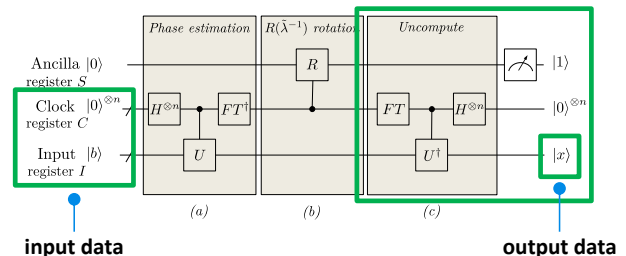 Phase estimation
R(λ̃⁻¹) rotation
Uncompute
Ancilla |0⟩
register S
R
|1⟩
Clock |0⟩⊗n
register C
H⊗n
FT†
FT
H⊗n
|0⟩⊗n
Input |b⟩
register I
U
U†
|x⟩
(a)
(b)
(c)
input data
output data